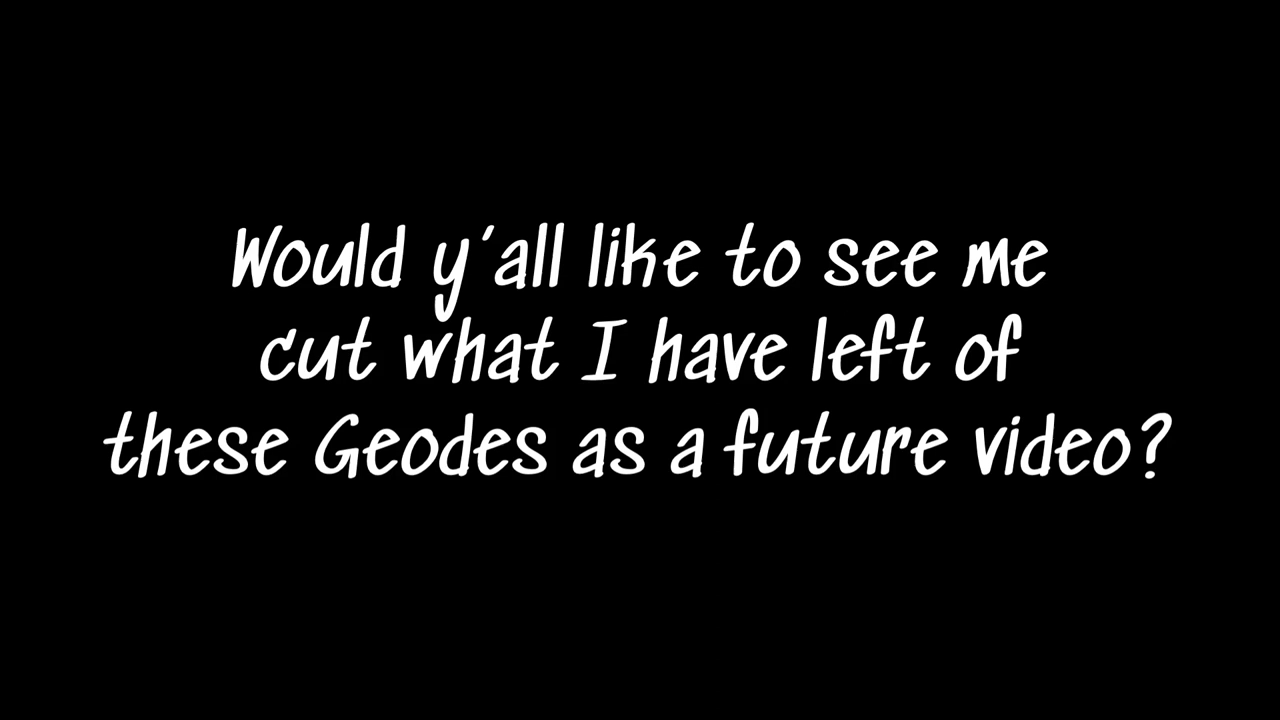 Would y'all like to see me
cut what I have left of
these Geodes as a future video?